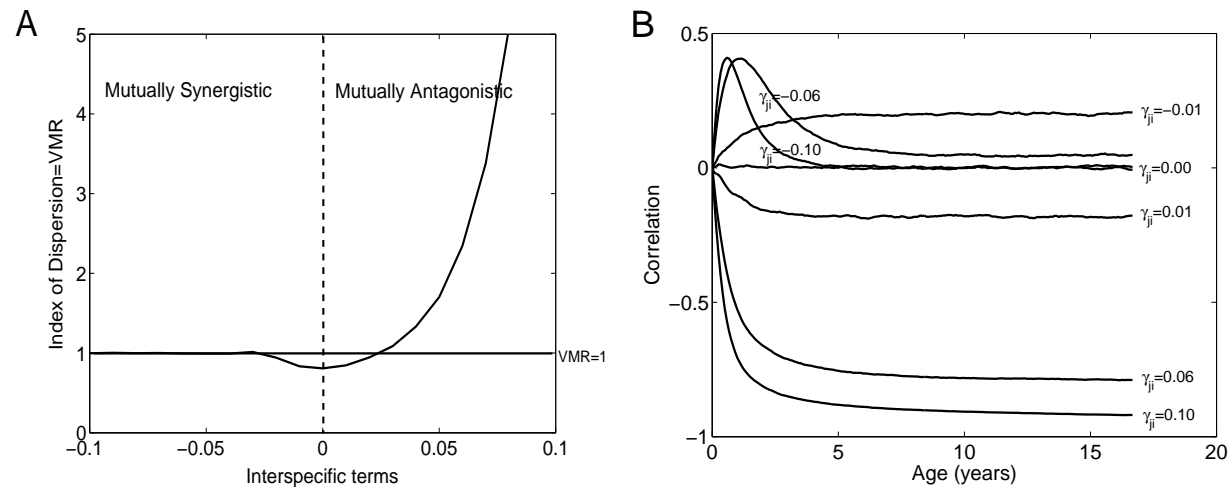 A
Index of Dispersion=VMR
5
4
3
2
1
0
Mutually Synergistic
Mutually Antagonistic
VMR=1
−0.1
−0.05
0
0.05
0.1
Interspecific terms
B
Correlation
0.5
0
−0.5
−1
γji=−0.06
γji=−0.10
γji=−0.01
γji=0.00
γji=0.01
γji=0.06
γji=0.10
0
5
10
15
20
Age (years)